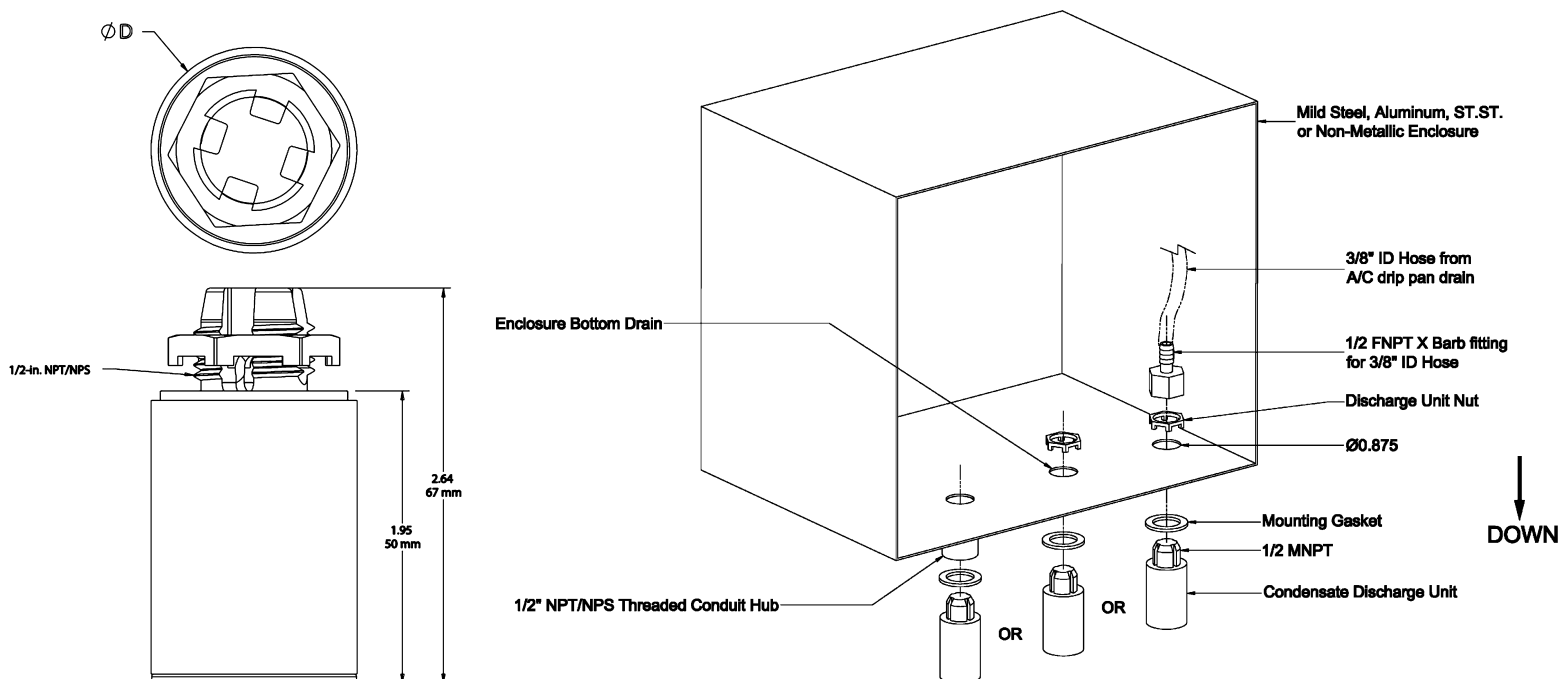 ØD
1/2-in. NPT/NPS
2.64
67 mm
1.95
50 mm
Mild Steel, Aluminum, ST.ST.
or Non-Metallic Enclosure
3/8" ID Hose from
A/C drip pan drain
Enclosure Bottom Drain
1/2 FNPT X Barb fitting
for 3/8" ID Hose
Discharge Unit Nut
Ø0.875
Mounting Gasket
1/2 MNPT
Condensate Discharge Unit
1/2" NPT/NPS Threaded Conduit Hub
OR
OR
DOWN